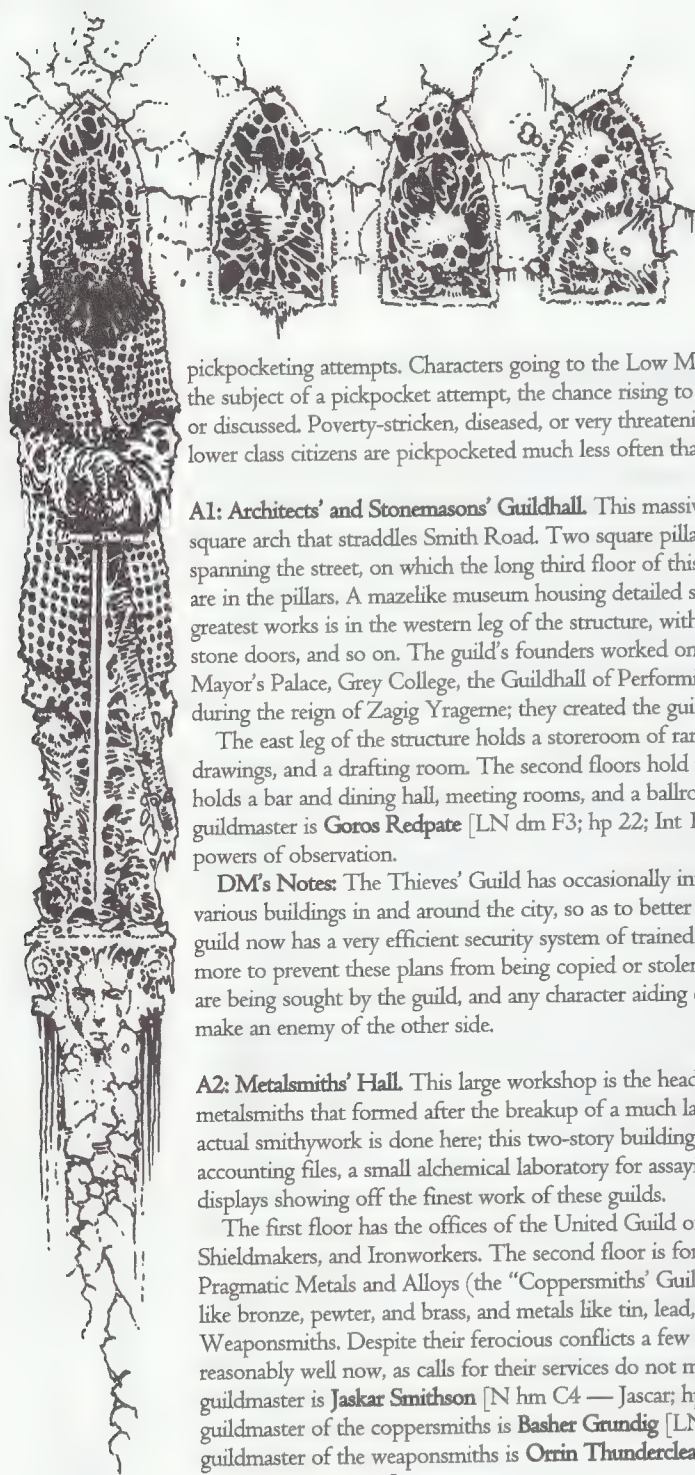 pickpocketing attempts. Characters going to the Low M
the subject of a pickpocket attempt, the chance rising to
or discussed. Poverty-stricken, diseased, or very threateni
lower class citizens are pickpocketed much less often tha
A1: Architects' and Stonemasons' Guildhall. This massiv
square arch that straddles Smith Road. Two square pilla
spanning the street, on which the long third floor of this
are in the pillars. A mazelike museum housing detailed s
greatest works is in the western leg of the structure, with
stone doors, and so on. The guild's founders worked on
Mayor's Palace, Grey College, the Guildhall of Performi
during the reign of Zagig Yragerne; they created the guil
The east leg of the structure holds a storeroom of rar
drawings, and a drafting room. The second floors hold
holds a bar and dining hall, meeting rooms, and a ballro
guildmaster is Goros Redpate [LN dm F3; hp 22; Int 1
powers of observation.
DM's Notes: The Thieves' Guild has occasionally in
various buildings in and around the city, so as to better
guild now has a very efficient security system of trained
more to prevent these plans from being copied or stolen
are being sought by the guild, and any character aiding
make an enemy of the other side.
A2: Metalsmiths' Hall. This large workshop is the head
metalsmiths that formed after the breakup of a much la
actual smithywork is done here; this two-story building
accounting files, a small alchemical laboratory for assay
displays showing off the finest work of these guilds.
The first floor has the offices of the United Guild o
Shieldmakers, and Ironworkers. The second floor is for
Pragmatic Metals and Alloys (the "Coppersmiths' Guil
like bronze, pewter, and brass, and metals like tin, lead,
Weaponsmiths. Despite their ferocious conflicts a few
reasonably well now, as calls for their services do not m
guildmaster is Jaskar Smithson [N hm C4 — Jascar; h
guildmaster of the coppersmiths is Basher Grundig [LN
guildmaster of the weaponsmiths is Orrin Thunderclea